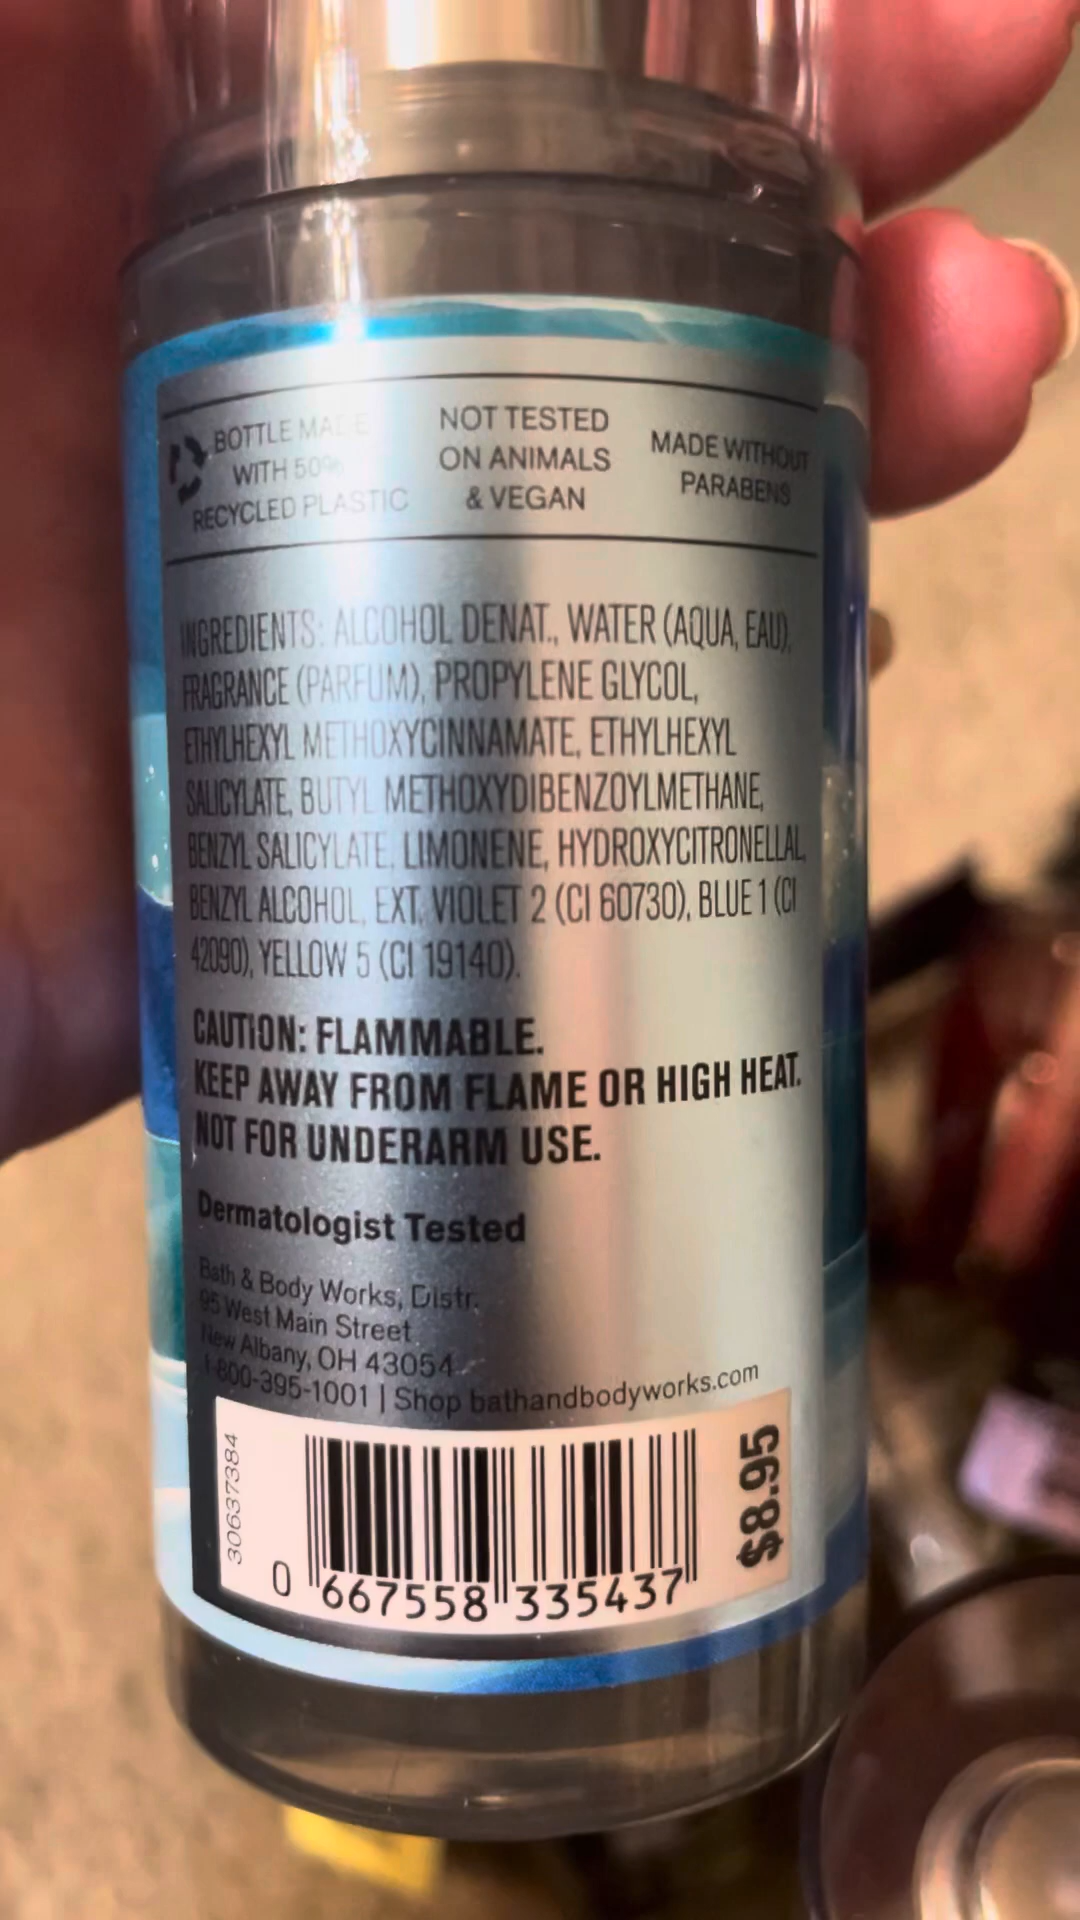 BOTTLE MADE
WITH 50%
RECYCLED PLASTIC
NOT TESTED
ON ANIMALS
& VEGAN
MADE WITHOUT
PARABENS
INGREDIENTS: ALCOHOL DENAT., WATER (AQUA, EAU),
FRAGRANCE (PARFUM), PROPYLENE GLYCOL,
ETHYLHEXYL METHOXYCINNAMATE, ETHYLHEXYL
SALICYLATE, BUTYL METHOXYDIBENZOYLMETHANE,
BENZYL SALICYLATE, LIMONENE, HYDROXYCITRONELLAL,
BENZYL ALCOHOL, EXT. VIOLET 2 (CI 60730), BLUE 1 (CI
42090), YELLOW 5 (CI 19140).
CAUTION: FLAMMABLE.
KEEP AWAY FROM FLAME OR HIGH HEAT.
NOT FOR UNDERARM USE.
Dermatologist Tested
Bath & Body Works, Distr.
95 West Main Street
New Albany, OH 43054
1-800-395-1001 | Shop bathandbodyworks.com
30637384
$8.95
0 667558 335437